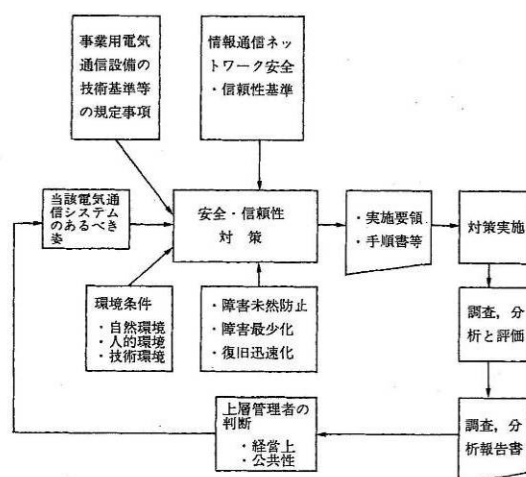 事業用電気
通信設備の
技術基準等
の規定事項
情報通信ネッ
トワーク安全
・信頼性基準
当該電気通
信システム
のあるべき
姿
安全・信頼性
対 策
・実施要領
・手順書等
対策実施
環境条件
・自然環境
・人的環境
・技術環境
・障害未然防止
・障害最少化
・復旧迅速化
調査,分
析と評価
上層管理者の
判断
・経営上
・公共性
調査,分
析報告書